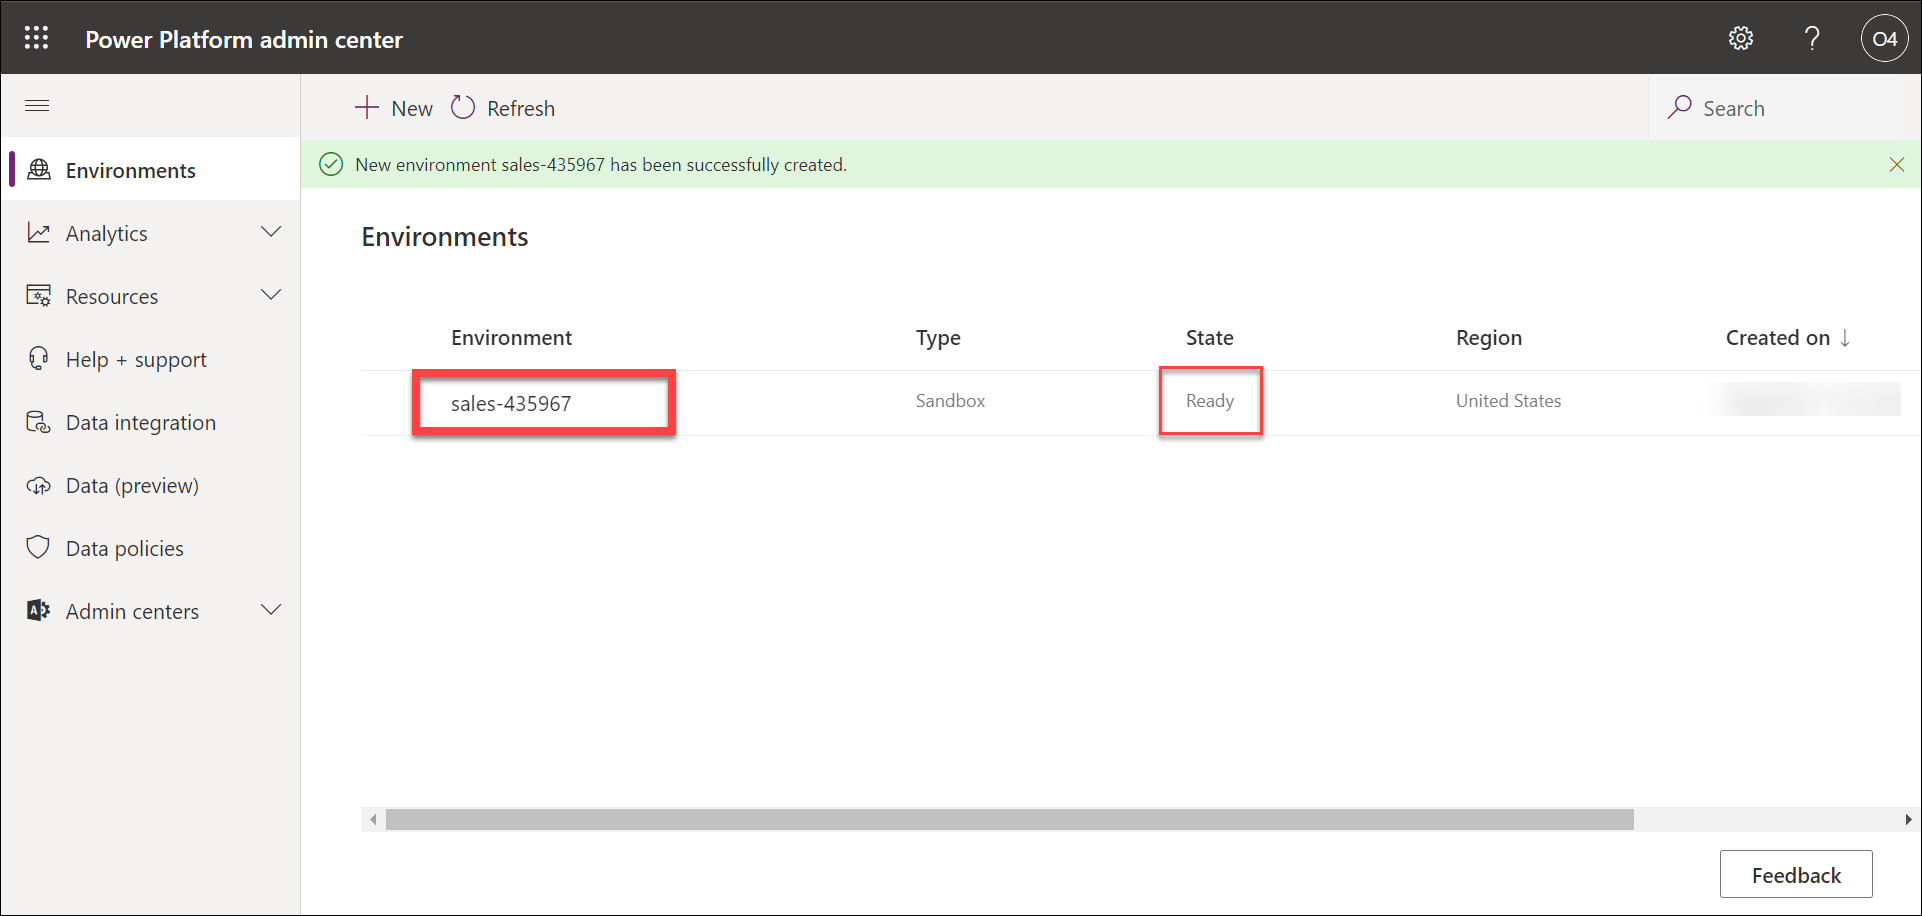 Power Platform admin center
?
O4
New
Refresh
Search
New environment sales-435967 has been successfully created.
Environments
Analytics
Resources
Help + support
Data integration
Data (preview)
Data policies
Admin centers
Environments
Environment Type State Region Created on ↓
sales-435967 Sandbox Ready United States
Feedback